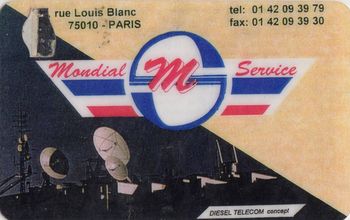 rue Louis Blanc
75010 - PARIS
tel: 01 42 09 39 79
fax: 01 42 09 39 30
Mondial M Service
DIESEL TELECOM concept